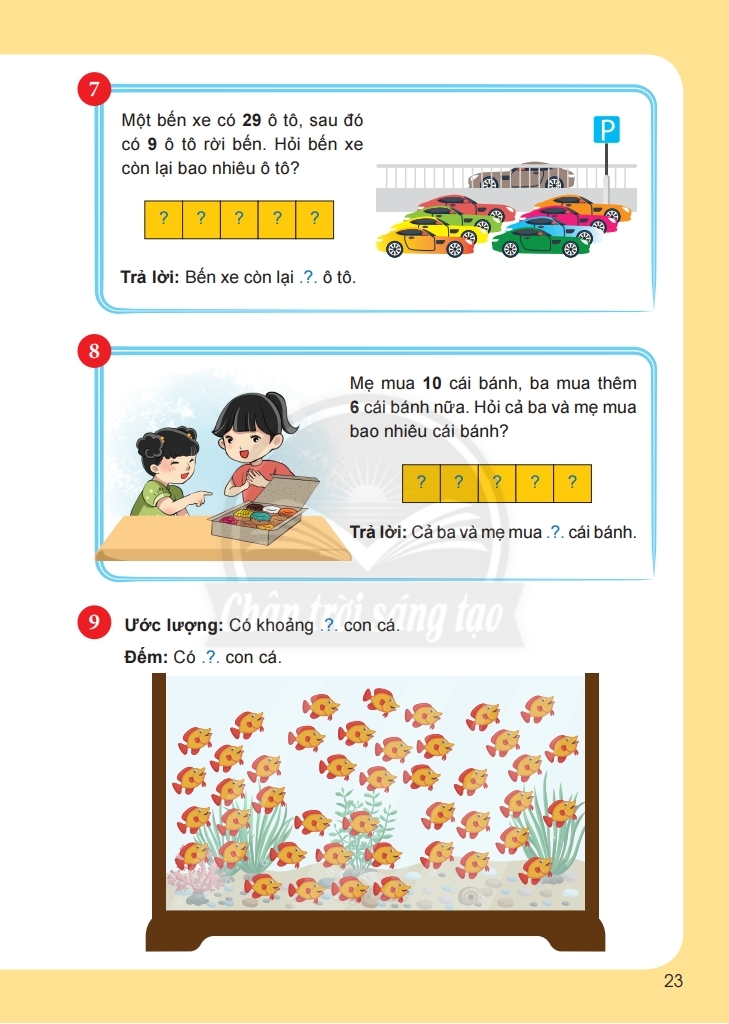 7
Một bến xe có 29 ô tô, sau đó
có 9 ô tô rời bến. Hỏi bến xe
còn lại bao nhiêu ô tô?
? ? ? ? ?
Trả lời: Bến xe còn lại .?. ô tô.
P
8
Mẹ mua 10 cái bánh, ba mua thêm
6 cái bánh nữa. Hỏi cả ba và mẹ mua
bao nhiêu cái bánh?
? ? ? ? ?
Trả lời: Cả ba và mẹ mua .?. cái bánh.
Chân trời sáng tạo
9
Ước lượng: Có khoảng .?. con cá.
Đếm: Có .?. con cá.
23